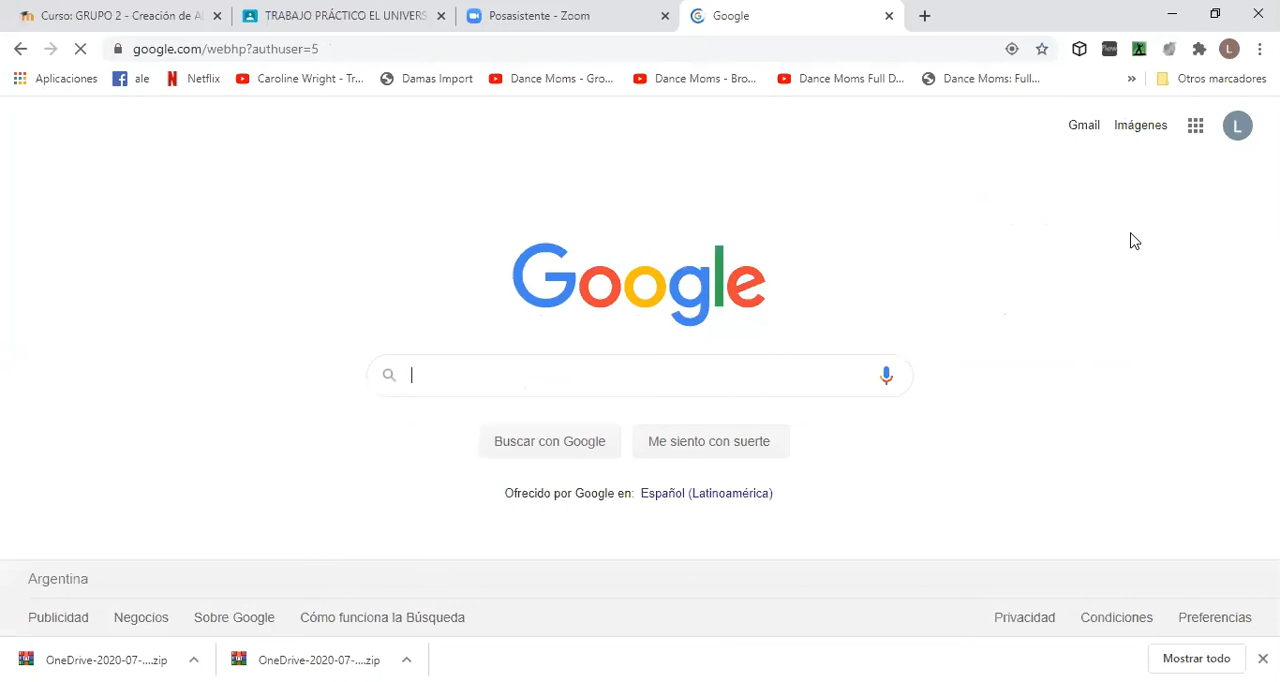 Curso: GRUPO 2 - Creación de Al
TRABAJO PRÁCTICO EL UNIVERS
Posasistente - Zoom
Google
google.com/webhp?authuser=5
Aplicaciones
ale
Netflix
Caroline Wright - Tr...
Damas Import
Dance Moms - Gro...
Dance Moms - Bro...
Dance Moms Full D...
Dance Moms: Full...
»
Otros marcadores
Gmail
Imágenes
L
Google
Buscar con Google
Me siento con suerte
Ofrecido por Google en: Español (Latinoamérica)
Argentina
Publicidad
Negocios
Sobre Google
Cómo funciona la Búsqueda
Privacidad
Condiciones
Preferencias
OneDrive-2020-07-....zip
OneDrive-2020-07-....zip
Mostrar todo